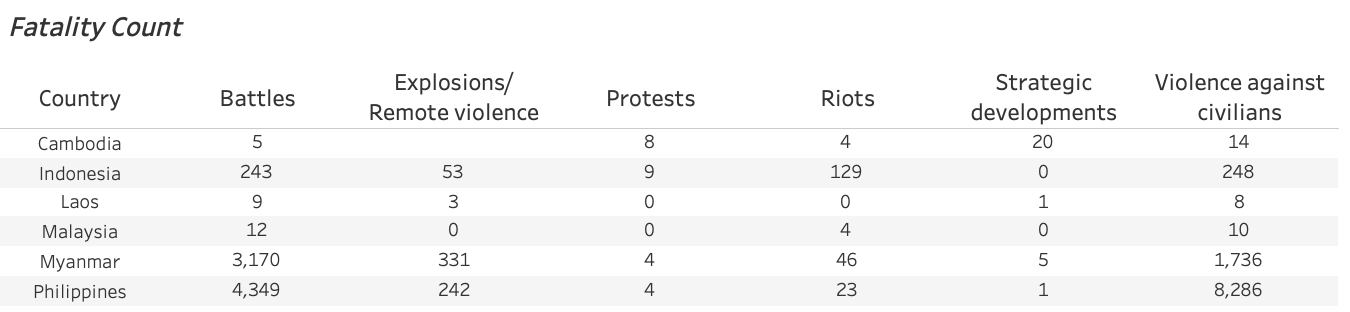 Fatality Count
Country Battles Explosions/ Remote violence Protests Riots Strategic developments Violence against civilians
Cambodia 5 8 4 20 14
Indonesia 243 53 9 129 0 248
Laos 9 3 0 0 1 8
Malaysia 12 0 0 4 0 10
Myanmar 3,170 331 4 46 5 1,736
Philippines 4,349 242 4 23 1 8,286